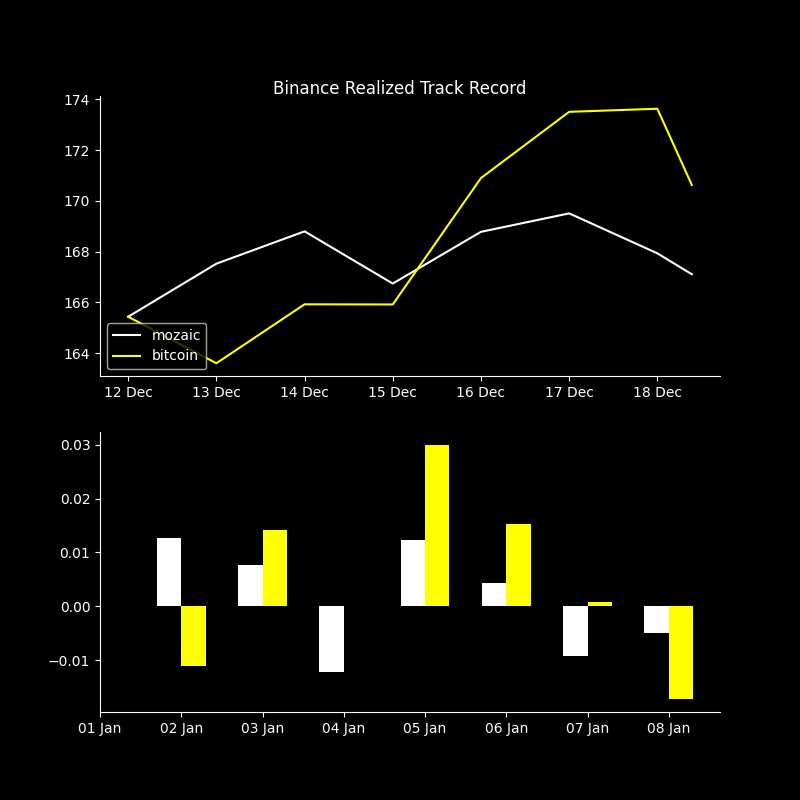 Binance Realized Track Record
174
172
170
168
166
164
mozaic
bitcoin
12 Dec 13 Dec 14 Dec 15 Dec 16 Dec 17 Dec 18 Dec
0.03
0.02
0.01
0.00
−0.01
01 Jan 02 Jan 03 Jan 04 Jan 05 Jan 06 Jan 07 Jan 08 Jan